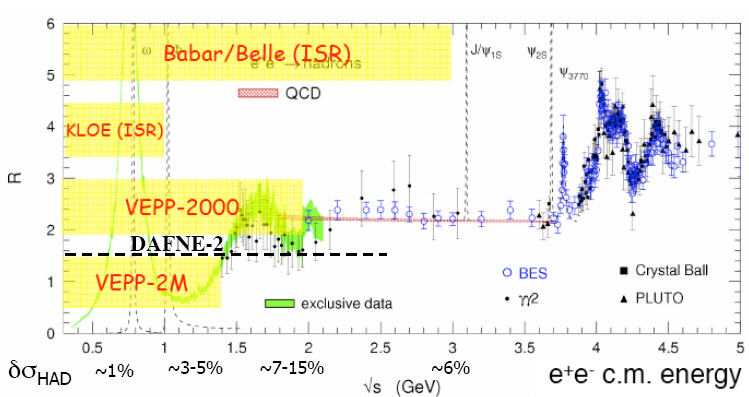 6
5
4
3
2
1
0
R
ω
Babar/Belle (ISR)
e⁺e⁻ → hadrons
QCD
J/ψ1S
ψ2S
ψ3770
KLOE (ISR)
VEPP-2000
DAFNE-2
VEPP-2M
exclusive data
BES
γγ2
Crystal Ball
PLUTO
0.5 1 1.5 2 2.5 3 3.5 4 4.5 5
δσHAD ~1% ~3-5% ~7-15% ~6%
√s (GeV)
e⁺e⁻ c.m. energy